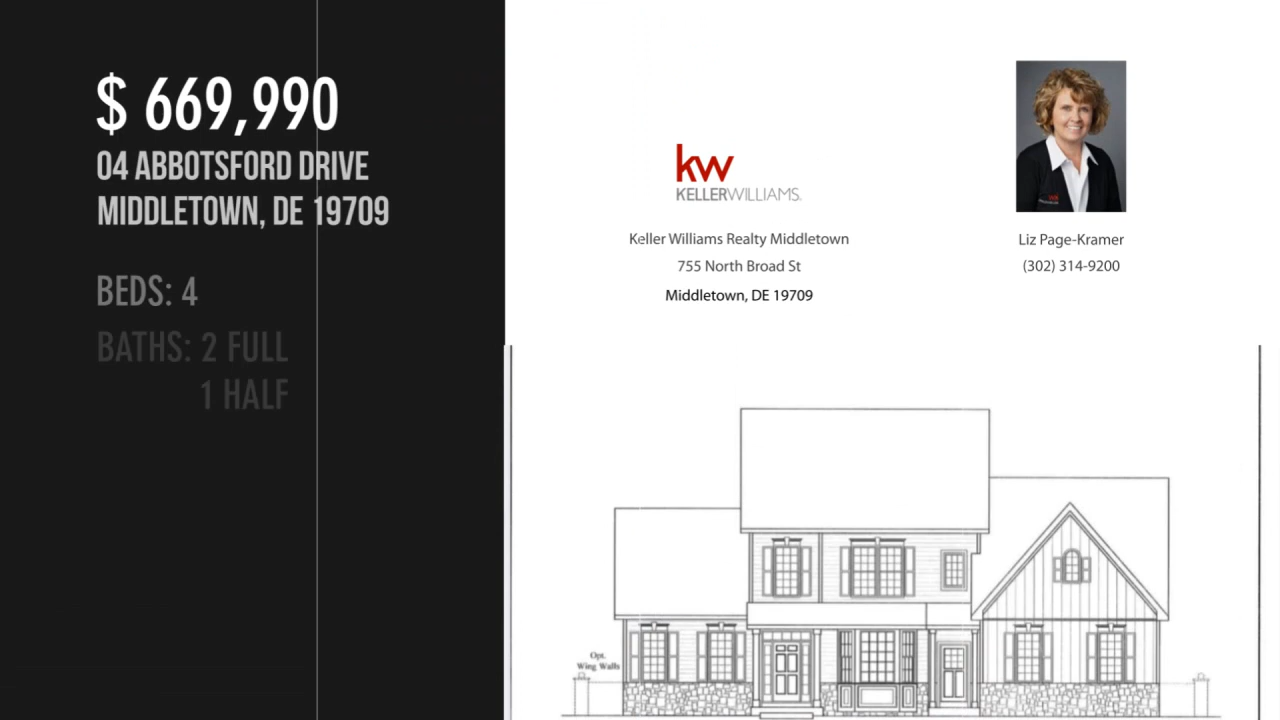 $ 669,990
04 ABBOTSFORD DRIVE
MIDDLETOWN, DE 19709
BEDS: 4
BATHS: 2 FULL
1 HALF
kw
KELLERWILLIAMS.
Keller Williams Realty Middletown
755 North Broad St
Middletown, DE 19709
Liz Page-Kramer
(302) 314-9200
Opt.
Wing Walls